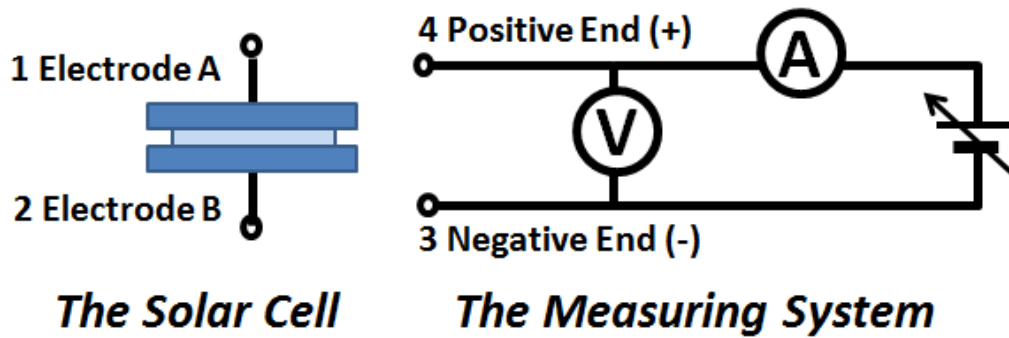 1 Electrode A
2 Electrode B
The Solar Cell
4 Positive End (+)
A
V
3 Negative End (-)
The Measuring System